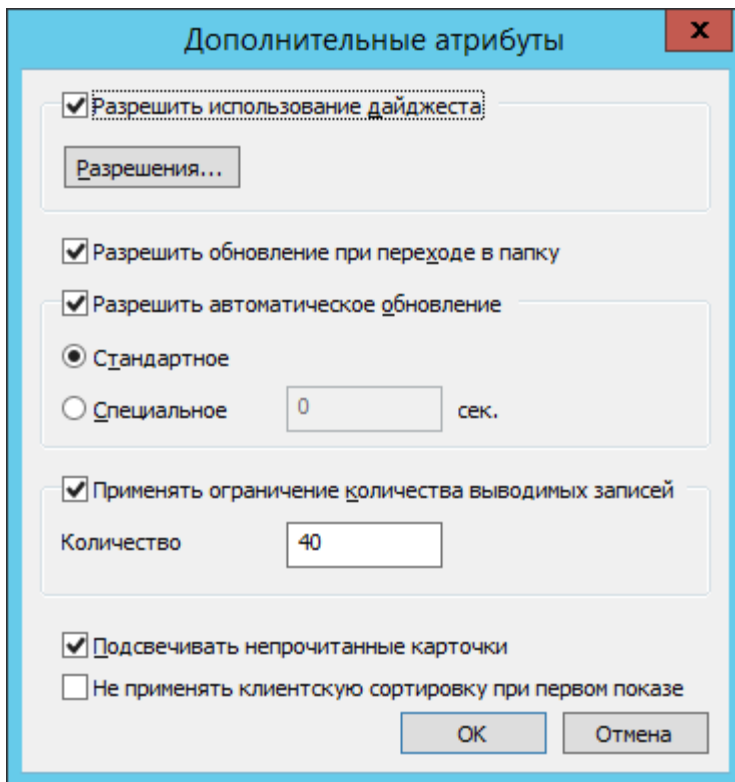 Дополнительные атрибуты
x
Разрешить использование дайджеста
Разрешения...
Разрешить обновление при переходе в папку
Разрешить автоматическое обновление
Стандартное
Специальное 0 сек.
Применять ограничение количества выводимых записей
Количество 40
Подсвечивать непрочитанные карточки
Не применять клиентскую сортировку при первом показе
OK Отмена